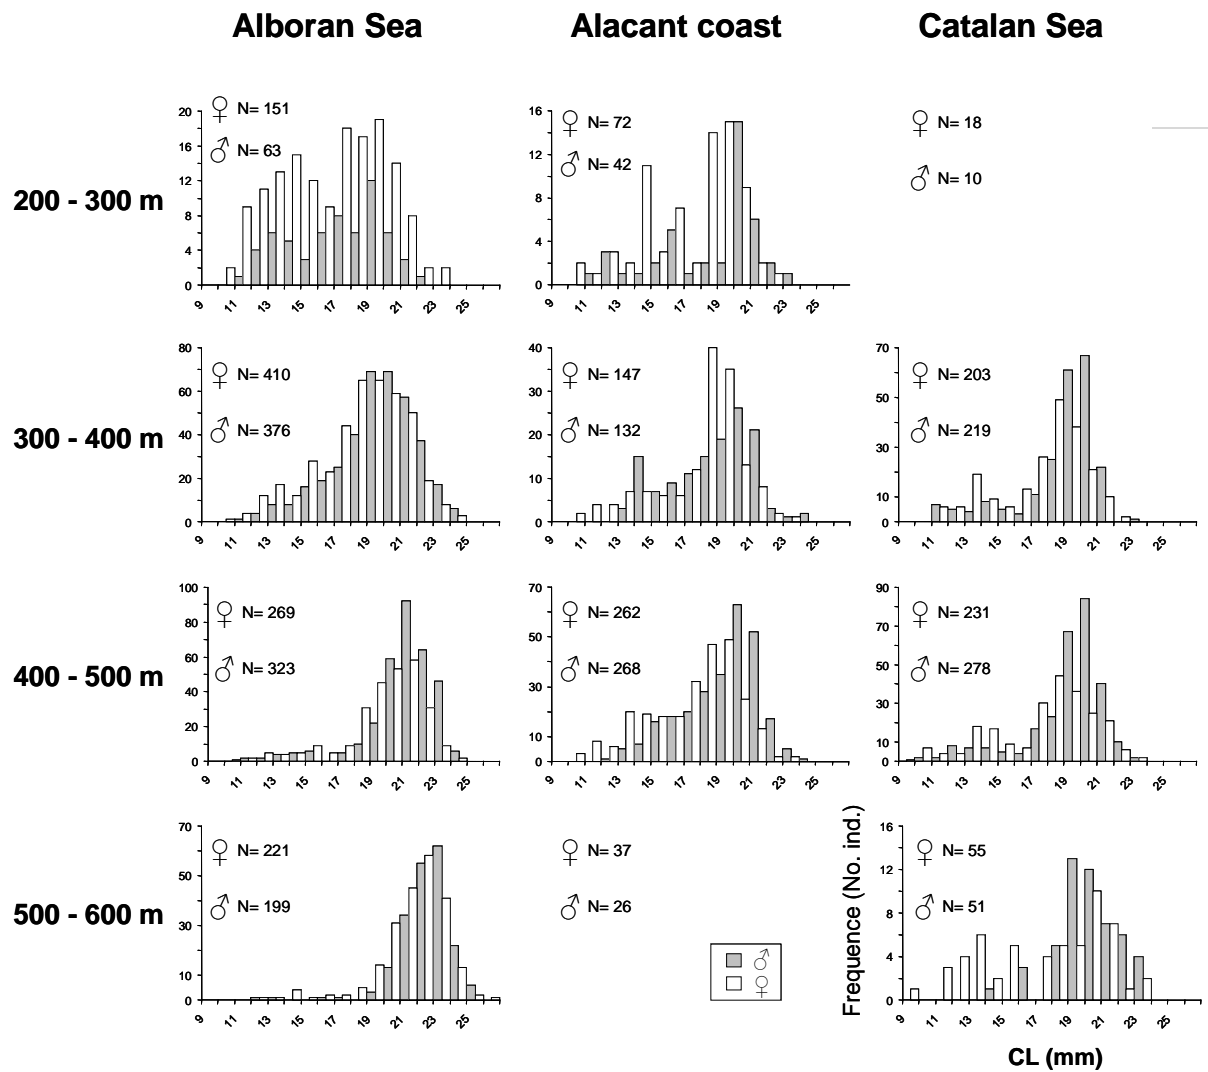 Alboran Sea Alacant coast Catalan Sea
200 - 300 m
♀ N= 151
♂ N= 63
20
16
12
8
4
0
9 11 13 15 17 19 21 23 25
♀ N= 72
♂ N= 42
16
12
8
4
0
9 11 13 15 17 19 21 23 25
♀ N= 18
♂ N= 10
300 - 400 m
♀ N= 410
♂ N= 376
80
60
40
20
0
9 11 13 15 17 19 21 23 25
♀ N= 147
♂ N= 132
40
30
20
10
0
9 11 13 15 17 19 21 23 25
♀ N= 203
♂ N= 219
70
50
30
10
0
9 11 13 15 17 19 21 23 25
400 - 500 m
♀ N= 269
♂ N= 323
100
80
60
40
20
0
9 11 13 15 17 19 21 23 25
♀ N= 262
♂ N= 268
70
50
30
10
0
9 11 13 15 17 19 21 23 25
♀ N= 231
♂ N= 278
90
70
50
30
10
0
9 11 13 15 17 19 21 23 25
500 - 600 m
♀ N= 221
♂ N= 199
70
50
30
10
0
9 11 13 15 17 19 21 23 25
♀ N= 37
♂ N= 26
♂
♀
Frequence (No. ind.)
♀ N= 55
♂ N= 51
16
12
8
4
0
9 11 13 15 17 19 21 23 25
CL (mm)